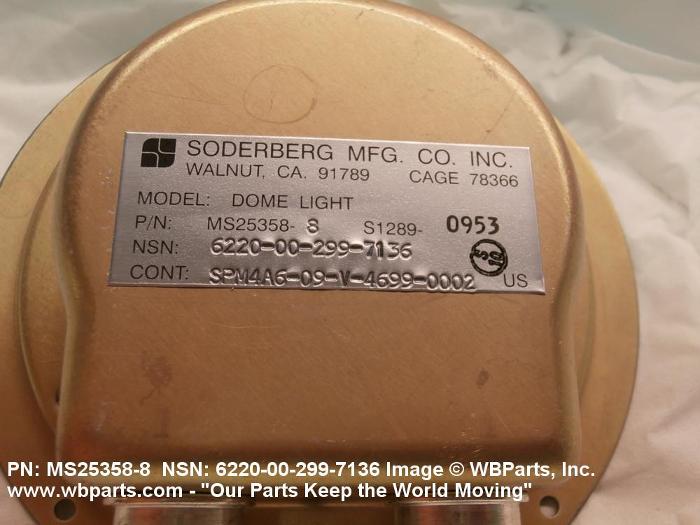 SODERBERG MFG. CO. INC.
WALNUT, CA. 91789 CAGE 78366
MODEL: DOME LIGHT
P/N: MS25358- 8 S1289- 0953
NSN: 6220-00-299-7136
CONT: SPM4A6-09-V-4699-0002 US
PN: MS25358-8 NSN: 6220-00-299-7136 Image © WBParts, Inc.
www.wbparts.com - "Our Parts Keep the World Moving"